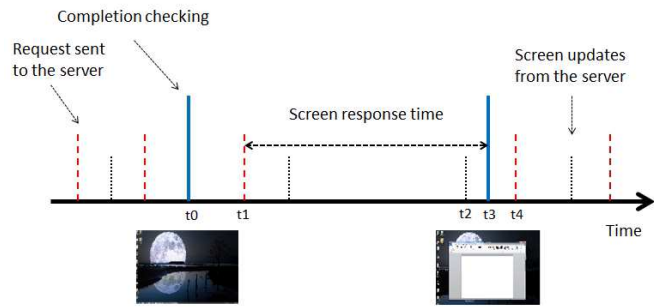 Completion checking
Request sent
to the server
Screen updates
from the server
Screen response time
t0
t1
t2
t3
t4
Time